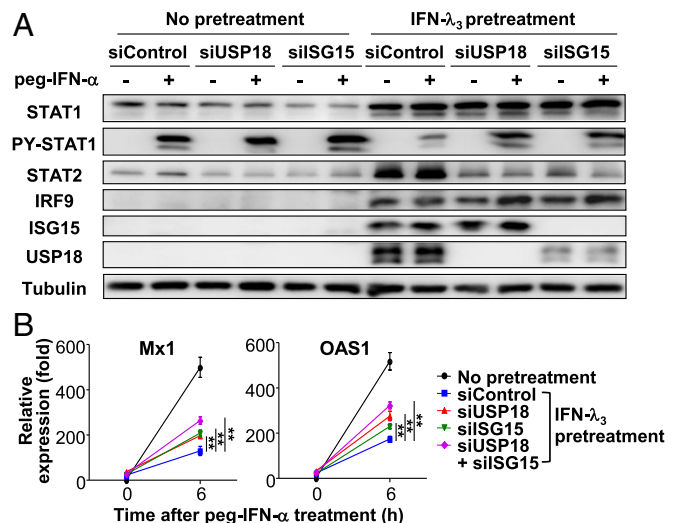 A
No pretreatment IFN-λ3 pretreatment
siControl siUSP18 siISG15 siControl siUSP18 siISG15
peg-IFN-α - + - + - + - + - + - +
STAT1
PY-STAT1
STAT2
IRF9
ISG15
USP18
Tubulin
B
Mx1 OAS1
Relative
expression (fold)
600 600
400 400
200 200
0 0
** ** ** ** ** **
0 6 0 6
Time after peg-IFN-α treatment (h)
No pretreatment
siControl
siUSP18
siISG15
siUSP18
+ siISG15
IFN-λ3
pretreatment